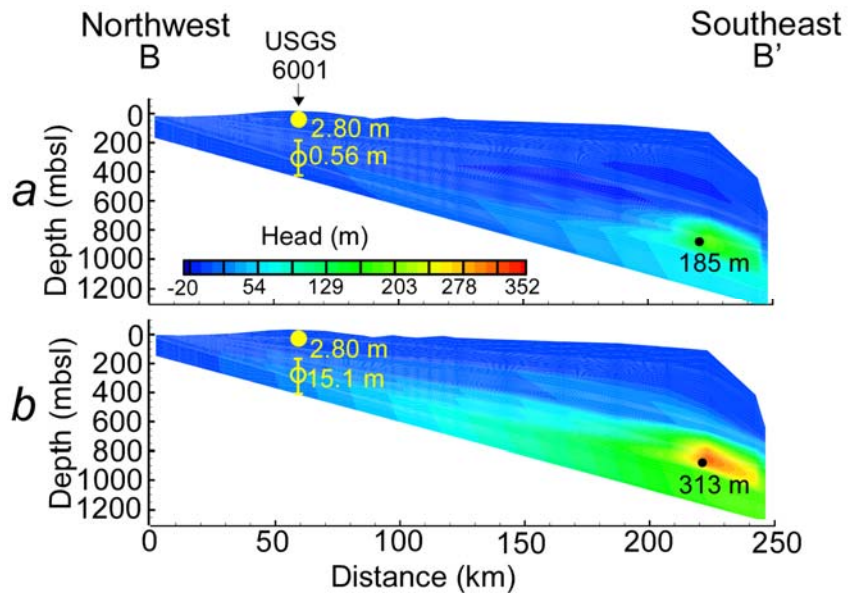 Northwest
B
USGS
6001
Southeast
B'
a
Depth (mbsl)
0
200
400
600
800
1000
1200
2.80 m
0.56 m
Head (m)
-20 54 129 203 278 352
185 m
b
Depth (mbsl)
0
200
400
600
800
1000
1200
2.80 m
15.1 m
313 m
0 50 100 150 200 250
Distance (km)